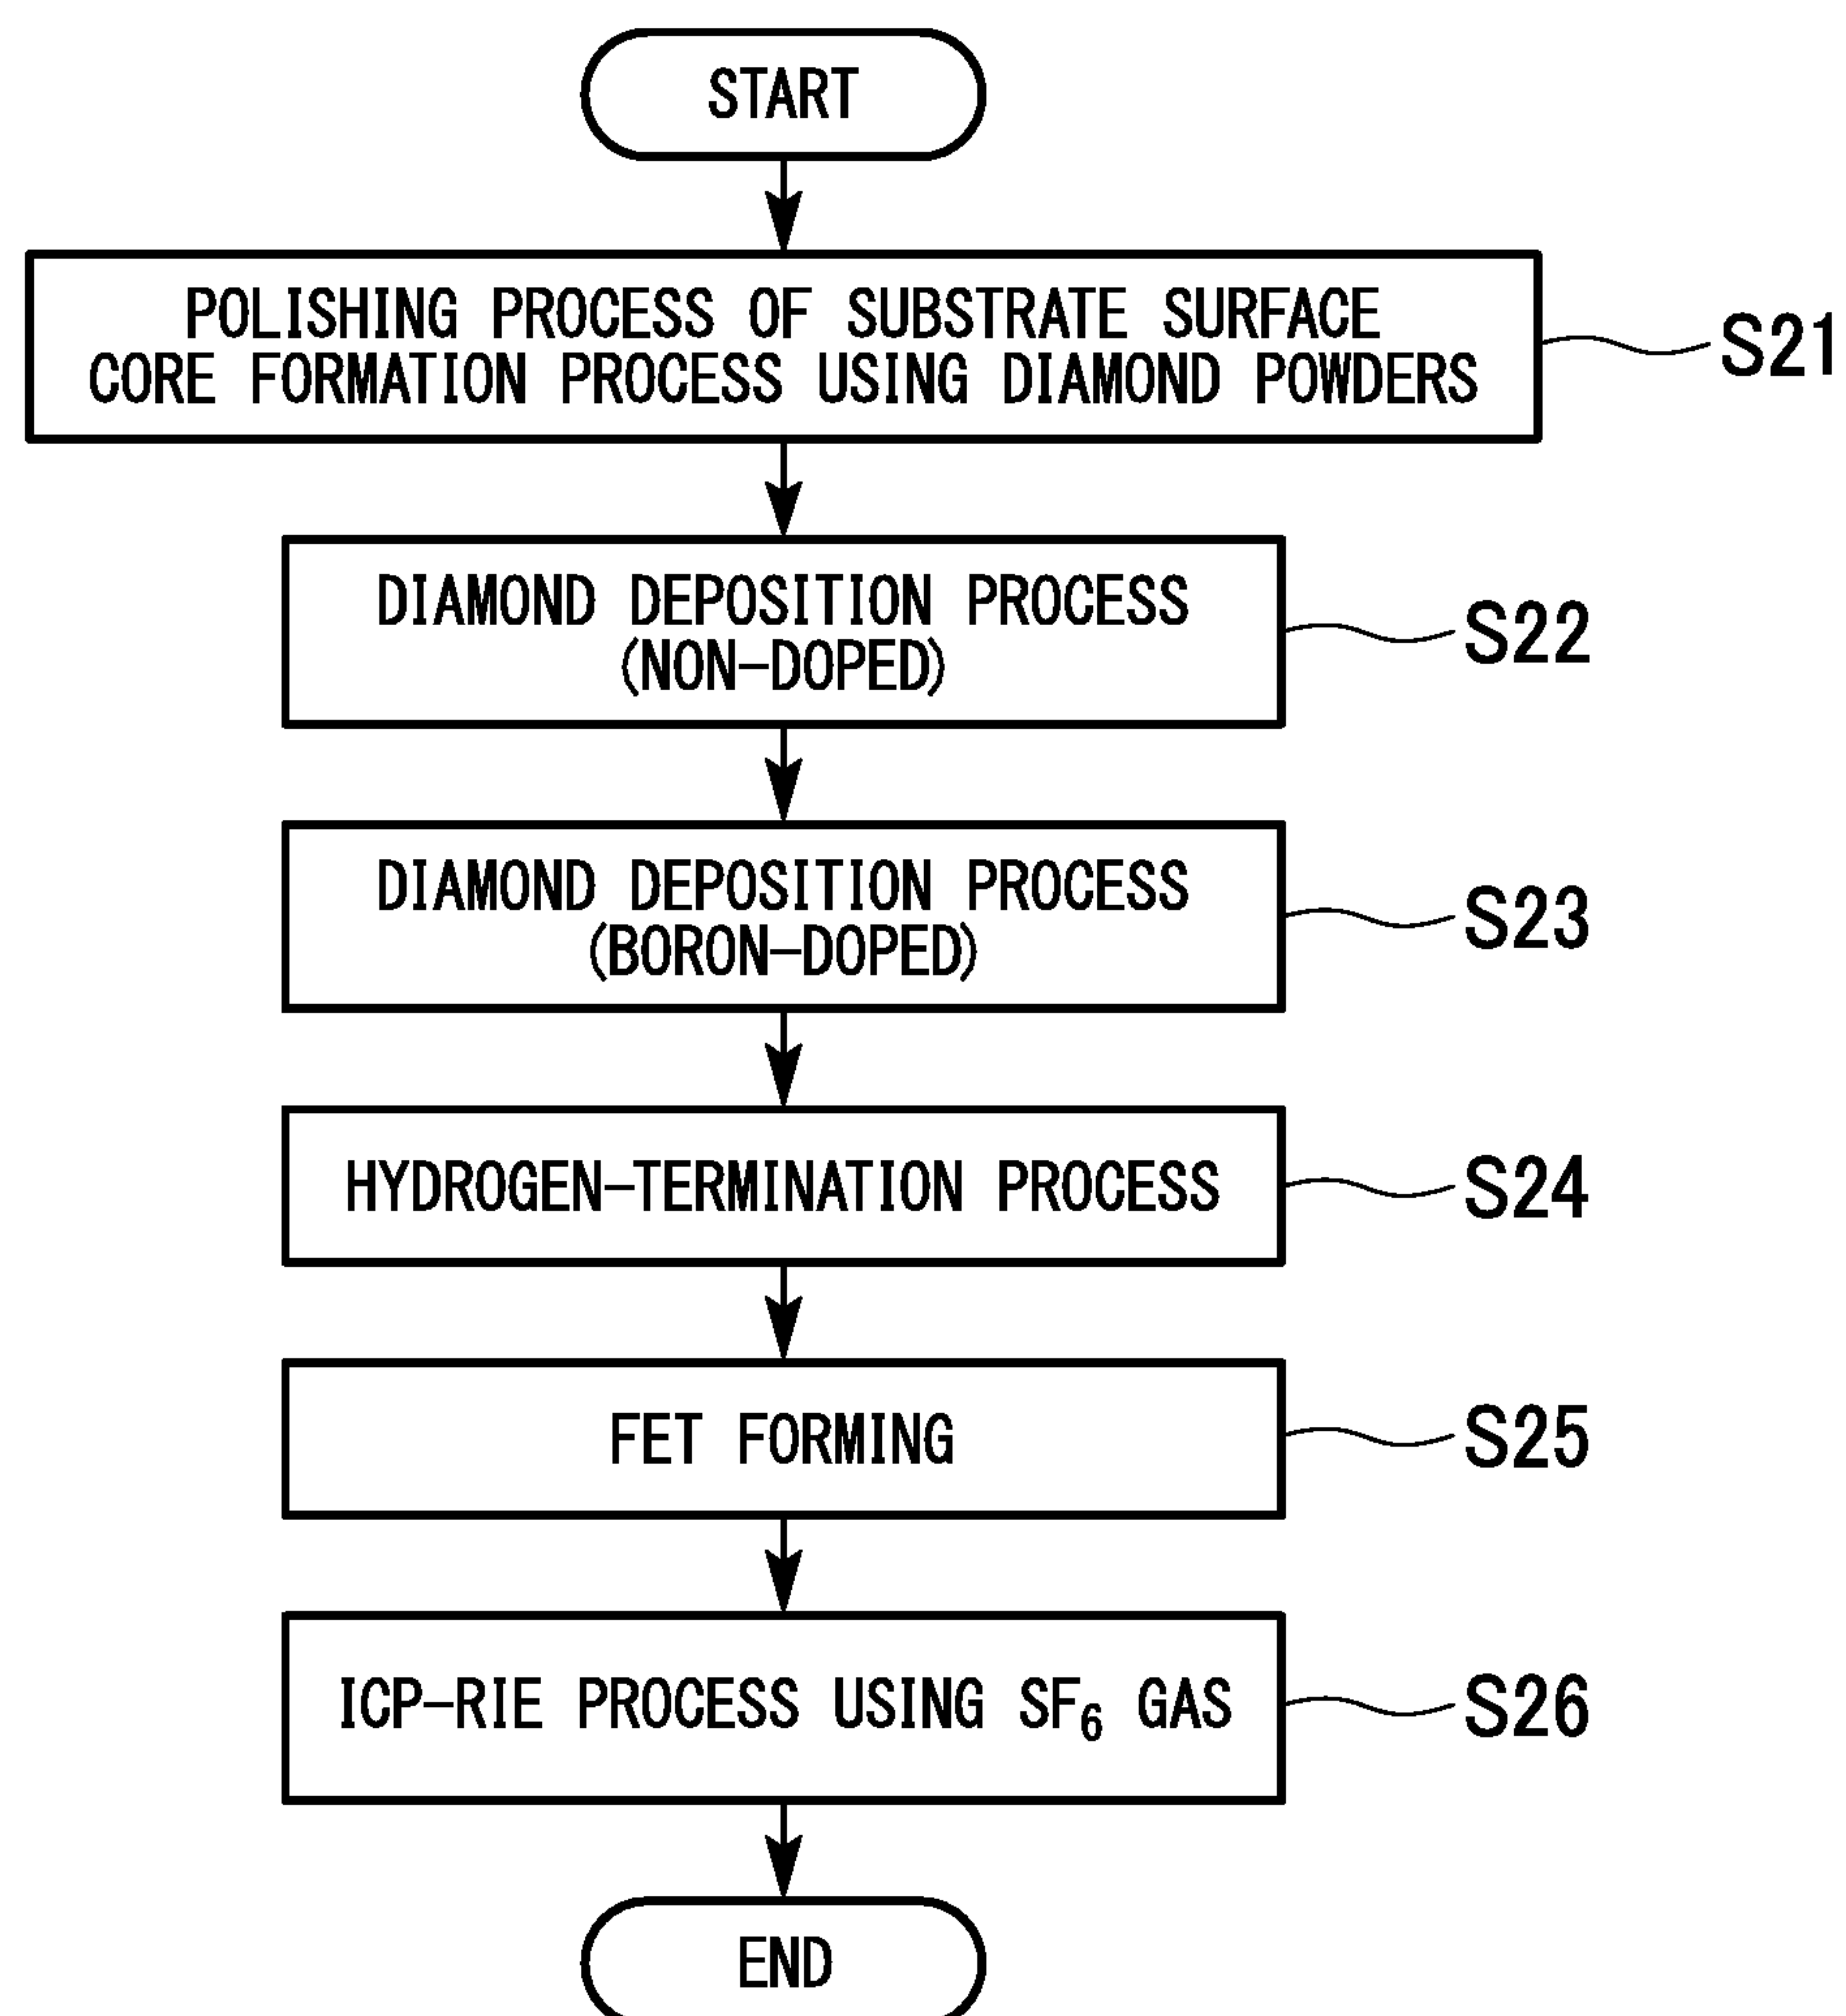 START
POLISHING PROCESS OF SUBSTRATE SURFACE
CORE FORMATION PROCESS USING DIAMOND POWDERS
S21
DIAMOND DEPOSITION PROCESS
(NON-DOPED)
S22
DIAMOND DEPOSITION PROCESS
(BORON-DOPED)
S23
HYDROGEN-TERMINATION PROCESS
S24
FET FORMING
S25
ICP-RIE PROCESS USING SF₆ GAS
S26
END